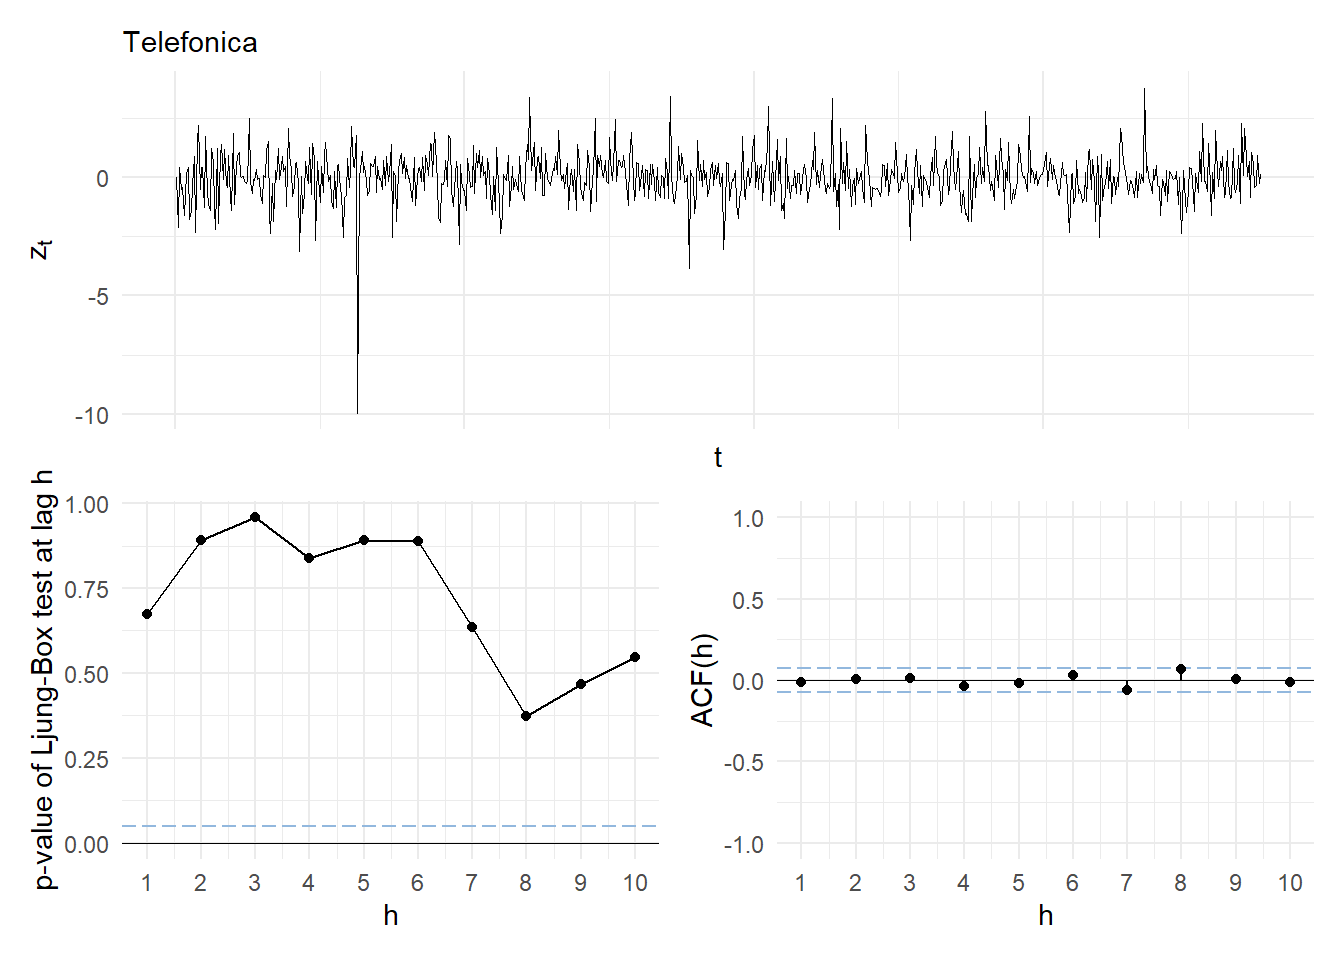 Telefonica
z_t
0
-5
-10
t
p-value of Ljung-Box test at lag h
1.00
0.75
0.50
0.25
0.00
1 2 3 4 5 6 7 8 9 10
h
ACF(h)
1.0
0.5
0.0
-0.5
-1.0
1 2 3 4 5 6 7 8 9 10
h